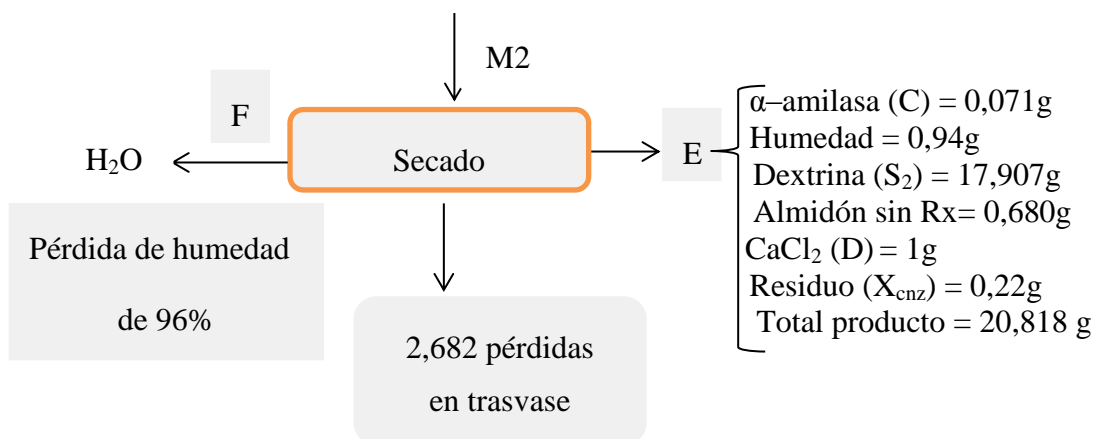 M2
F
H₂O
Secado
E
Pérdida de humedad
de 96%
2,682 pérdidas
en trasvase
α–amilasa (C) = 0,071g
Humedad = 0,94g
Dextrina (S₂) = 17,907g
Almidón sin Rx= 0,680g
CaCl₂ (D) = 1g
Residuo (Xcnz) = 0,22g
Total producto = 20,818 g